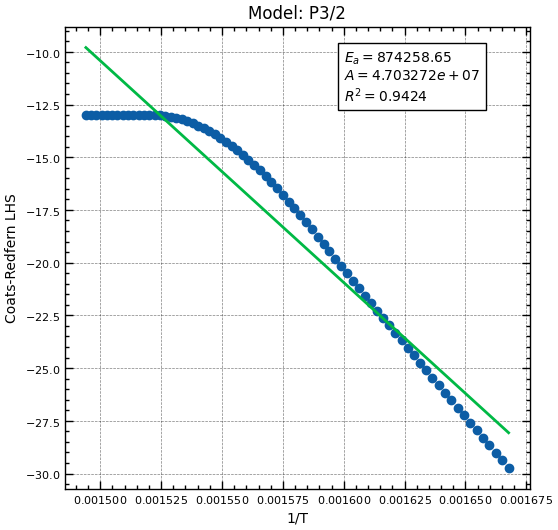 Model: P3/2
Coats-Redfern LHS
−10.0
−12.5
−15.0
−17.5
−20.0
−22.5
−25.0
−27.5
−30.0
E_a = 874258.65
A = 4.703272e + 07
R² = 0.9424
0.001500 0.001525 0.001550 0.001575 0.001600 0.001625 0.001650 0.001675
1/T